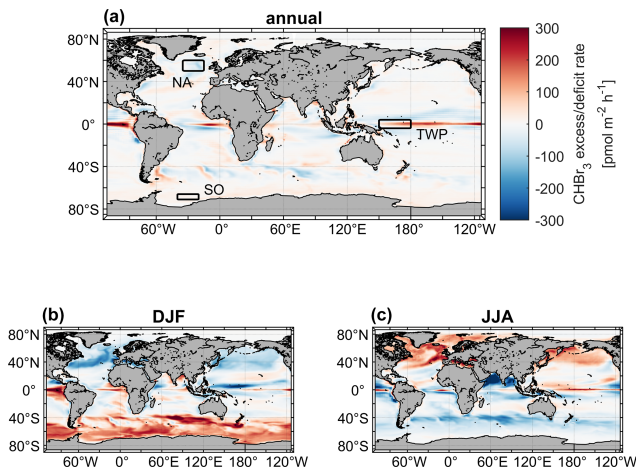 (a) annual
80°N
40°N
0°
40°S
80°S
NA
TWP
SO
60°W 0° 60°E 120°E 180°E 120°W
300
200
100
0
-100
-200
-300
CHBr3 excess/deficit rate
[pmol m-2 h-1]
(b) DJF
80°N
40°N
0°
40°S
80°S
60°W 0° 60°E 120°E 180°E 120°W
(c) JJA
80°N
40°N
0°
40°S
80°S
60°W 0° 60°E 120°E 180°E 120°W